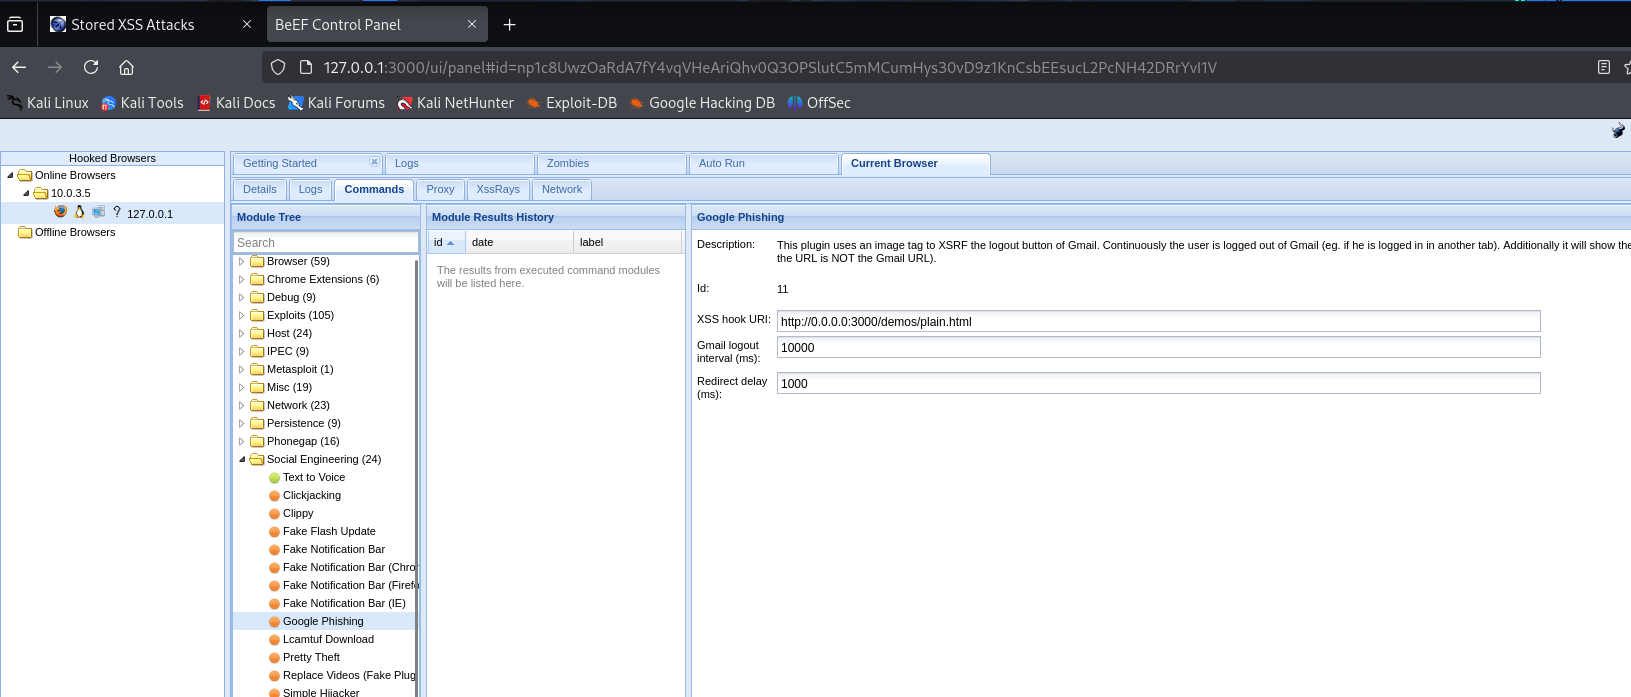 Stored XSS Attacks
BeEF Control Panel
127.0.0.1:3000/ui/panel#id=np1c8UwzOaRdA7fY4vqVHeAriQhv0Q3OPSlutC5mMCumHys30vD9z1KnCsbEEsucL2PcNH42DRrYvI1V
Kali Linux Kali Tools Kali Docs Kali Forums Kali NetHunter Exploit-DB Google Hacking DB OffSec
Hooked Browsers
Online Browsers
10.0.3.5
? 127.0.0.1
Offline Browsers
Getting Started Logs Zombies Auto Run Current Browser
Details Logs Commands Proxy XssRays Network
Module Tree
Search
Browser (59)
Chrome Extensions (6)
Debug (9)
Exploits (105)
Host (24)
IPEC (9)
Metasploit (1)
Misc (19)
Network (23)
Persistence (9)
Phonegap (16)
Social Engineering (24)
Text to Voice
Clickjacking
Clippy
Fake Flash Update
Fake Notification Bar
Fake Notification Bar (Chro
Fake Notification Bar (Firef
Fake Notification Bar (IE)
Google Phishing
Lcamtuf Download
Pretty Theft
Replace Videos (Fake Plug
Simple Hijacker
Module Results History
id date label
The results from executed command modules
will be listed here.
Google Phishing
Description: This plugin uses an image tag to XSRF the logout button of Gmail. Continuously the user is logged out of Gmail (eg. if he is logged in in another tab). Additionally it will show the
the URL is NOT the Gmail URL).
Id: 11
XSS hook URI: http://0.0.0.0:3000/demos/plain.html
Gmail logout
interval (ms): 10000
Redirect delay
(ms): 1000